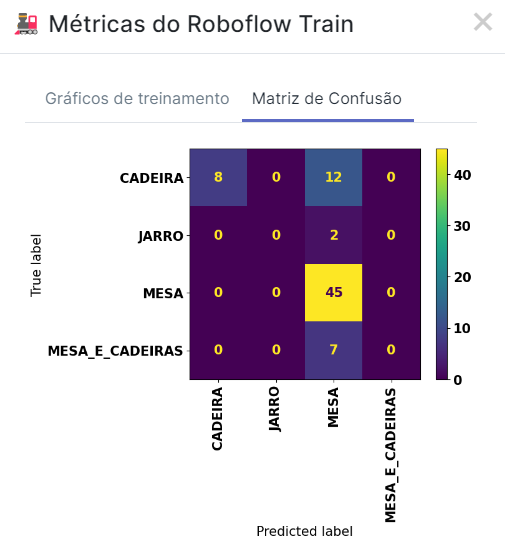 🚂 Métricas do Roboflow Train ×
Gráficos de treinamento Matriz de Confusão
CADEIRA 8 0 12 0
JARRO 0 0 2 0
MESA 0 0 45 0
MESA_E_CADEIRAS 0 0 7 0
True label
CADEIRA JARRO MESA MESA_E_CADEIRAS
Predicted label
40
30
20
10
0